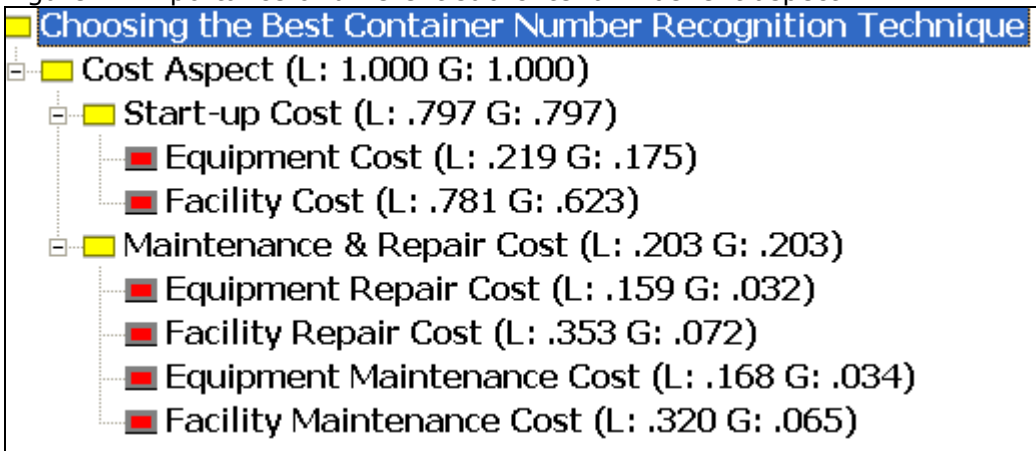 Choosing the Best Container Number Recognition Technique
Cost Aspect (L: 1.000 G: 1.000)
Start-up Cost (L: .797 G: .797)
Equipment Cost (L: .219 G: .175)
Facility Cost (L: .781 G: .623)
Maintenance & Repair Cost (L: .203 G: .203)
Equipment Repair Cost (L: .159 G: .032)
Facility Repair Cost (L: .353 G: .072)
Equipment Maintenance Cost (L: .168 G: .034)
Facility Maintenance Cost (L: .320 G: .065)